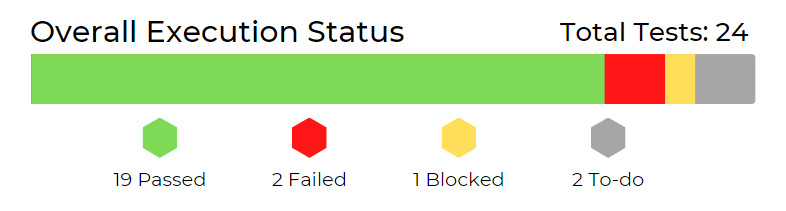 Overall Execution Status
Total Tests: 24
19 Passed
2 Failed
1 Blocked
2 To-do